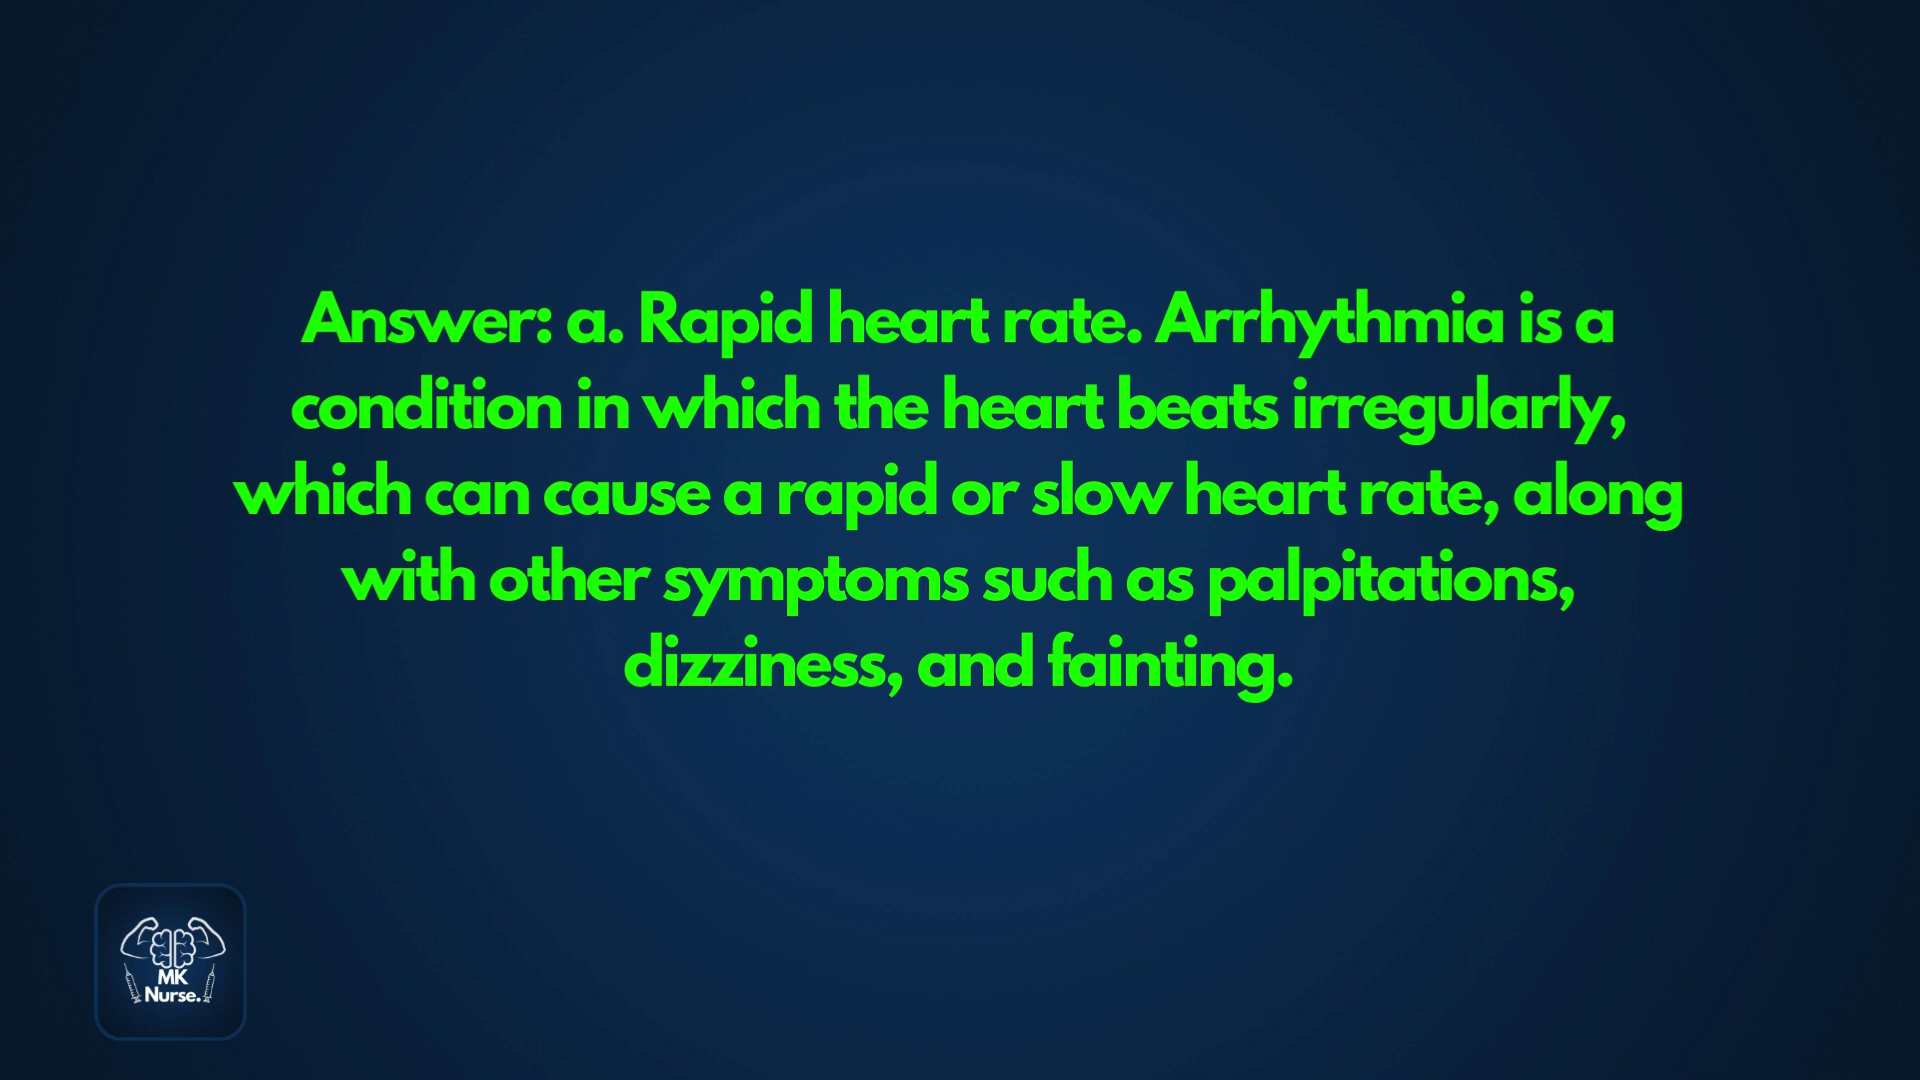 Answer: a. Rapid heart rate. Arrhythmia is a
condition in which the heart beats irregularly,
which can cause a rapid or slow heart rate, along
with other symptoms such as palpitations,
dizziness, and fainting.
MK
Nurse.